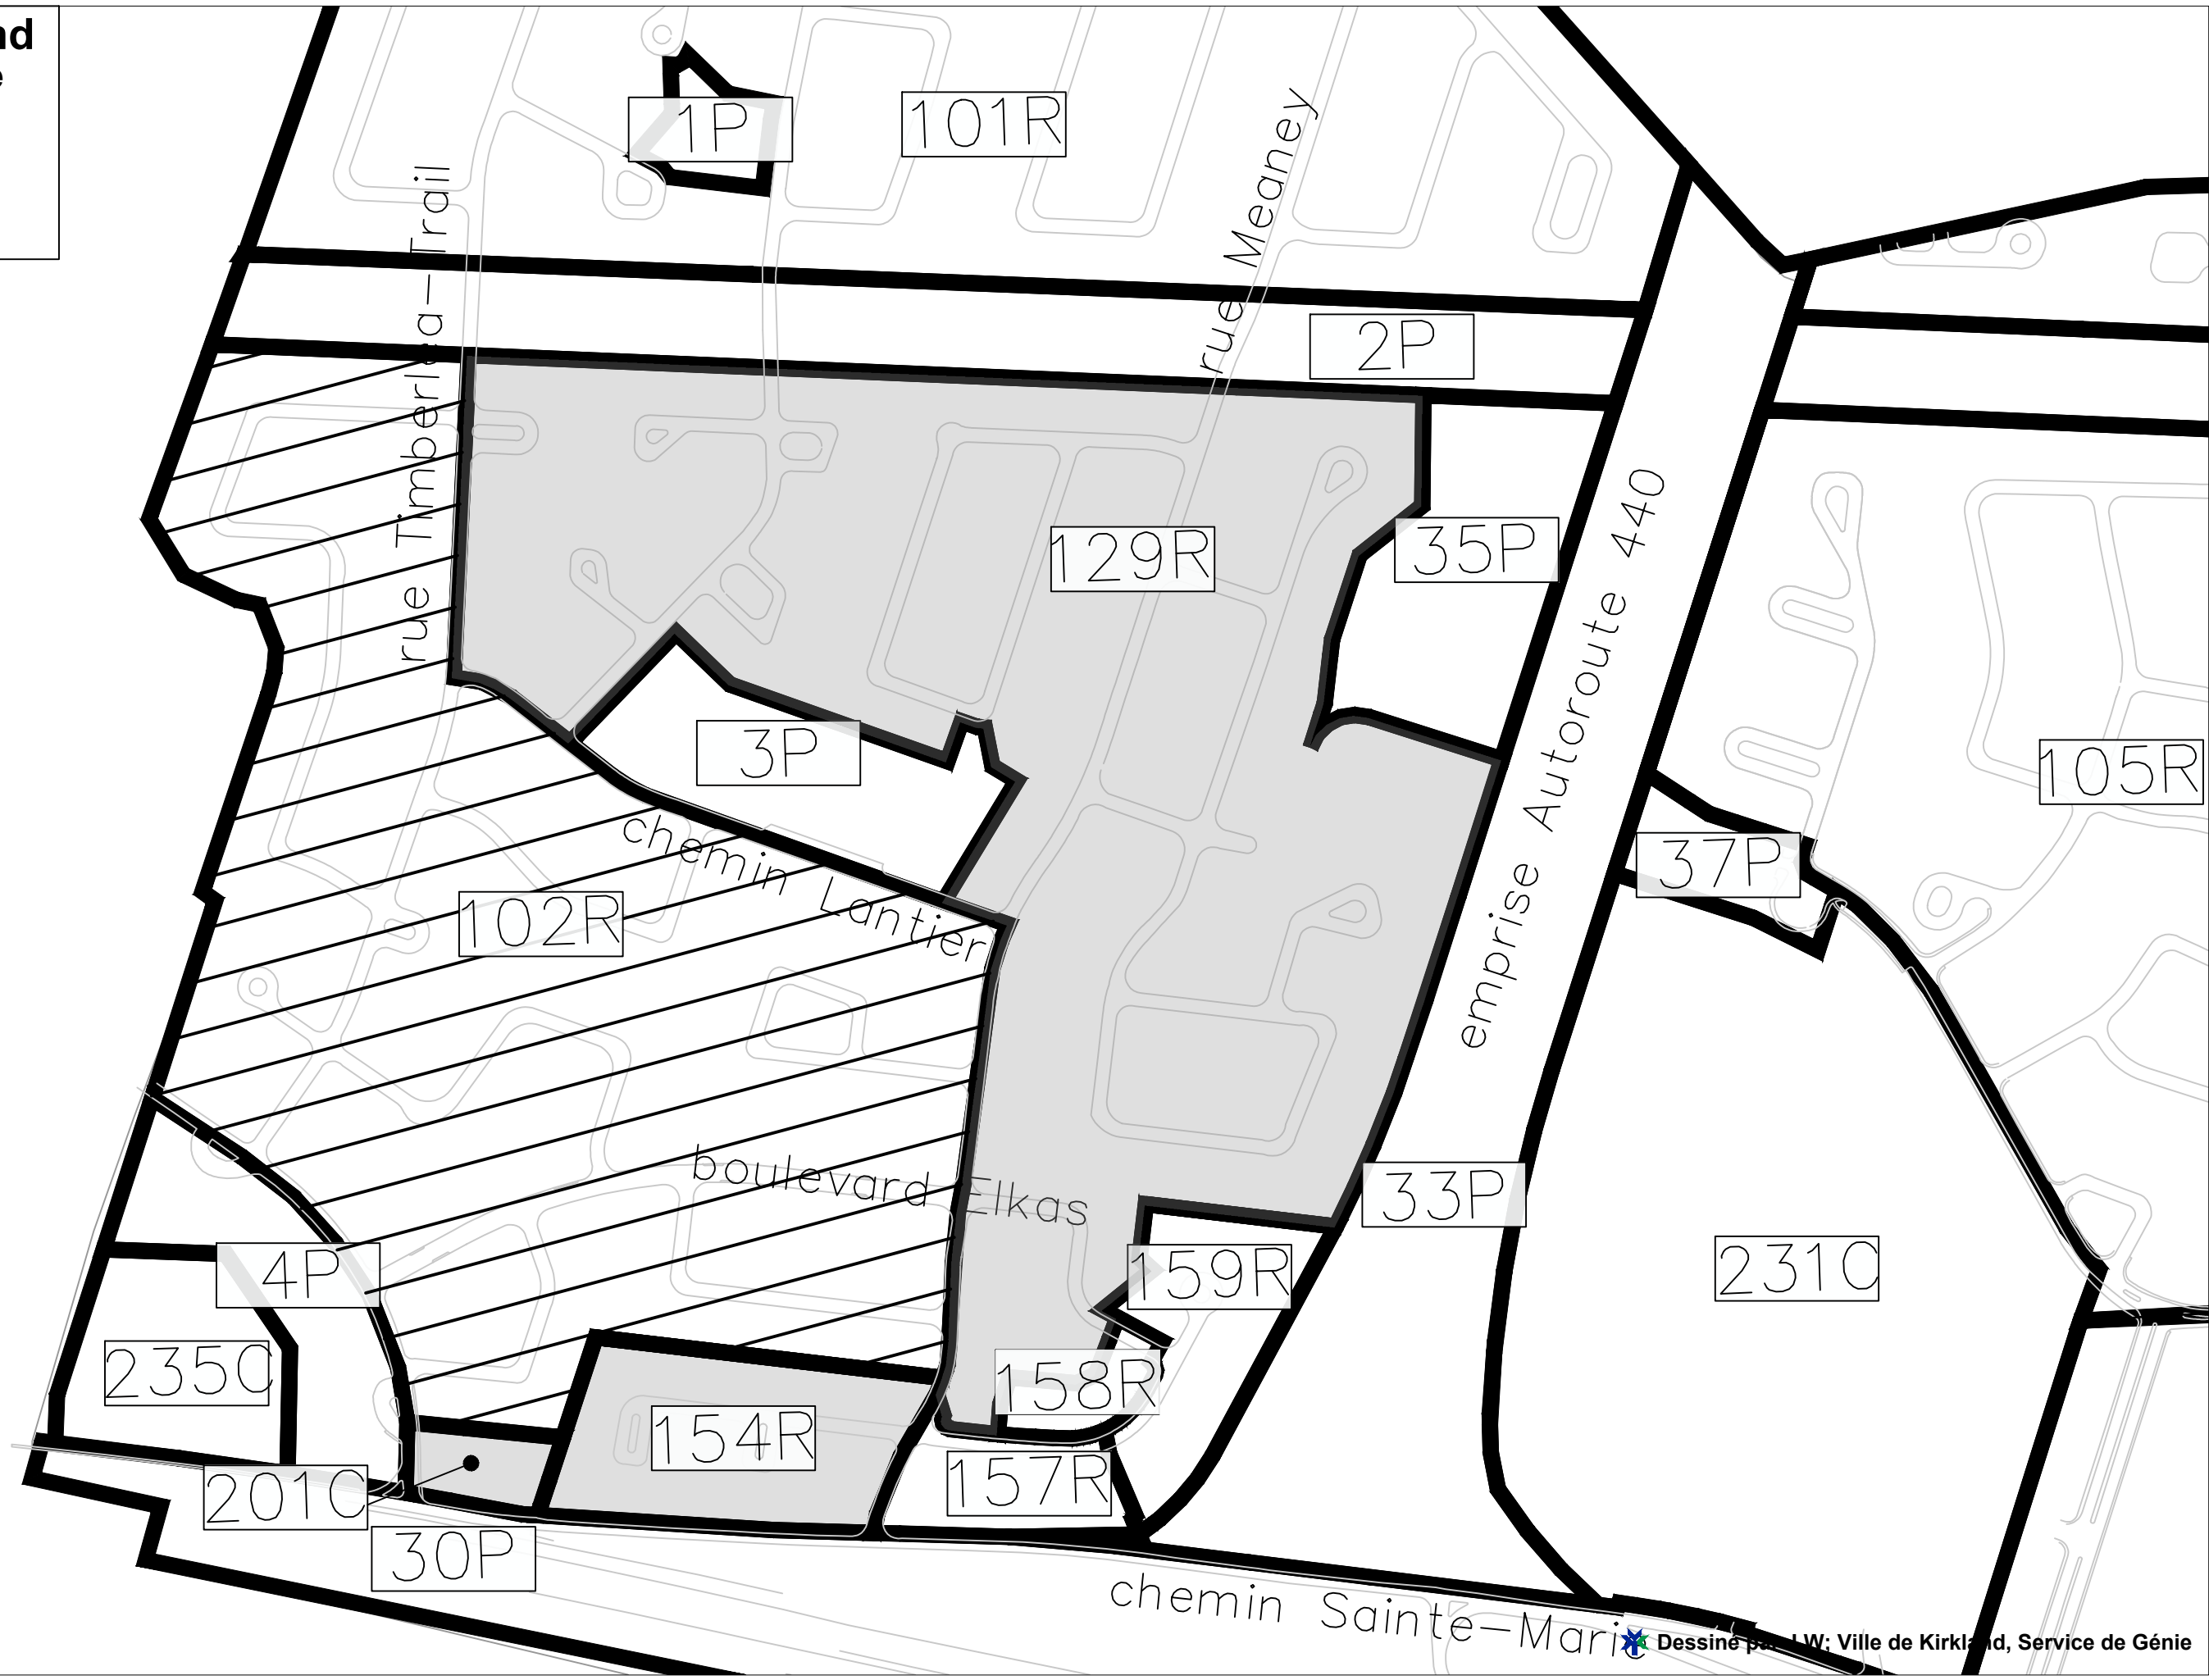 nd
e
1P
101R
rue Timberlea-Trail
rue Meaney
2P
129R
35P
emprise Autoroute 440
3P
105R
chemin Lantier
37P
102R
boulevard Elkas
33P
159R
231C
4P
235C
158R
154R
157R
201C
30P
chemin Sainte-Marie
Dessiné par LW; Ville de Kirkland, Service de Génie